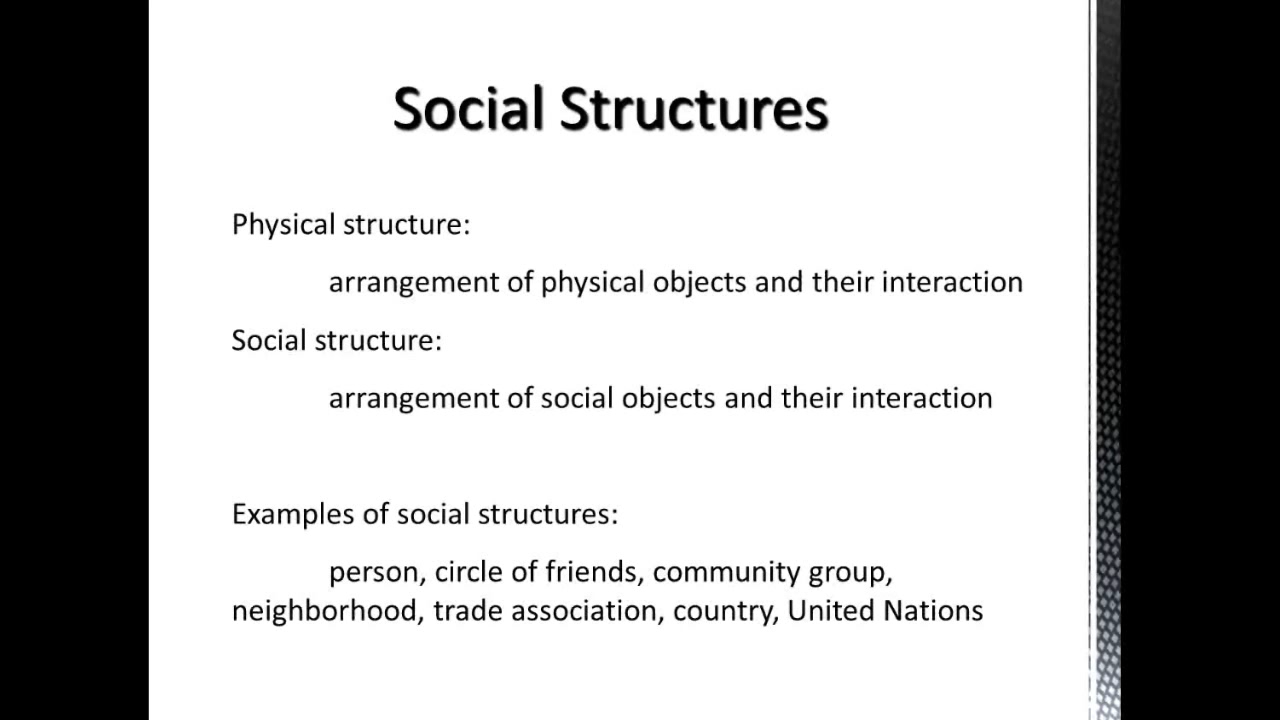 Social Structures
Physical structure:
arrangement of physical objects and their interaction
Social structure:
arrangement of social objects and their interaction
Examples of social structures:
person, circle of friends, community group,
neighborhood, trade association, country, United Nations